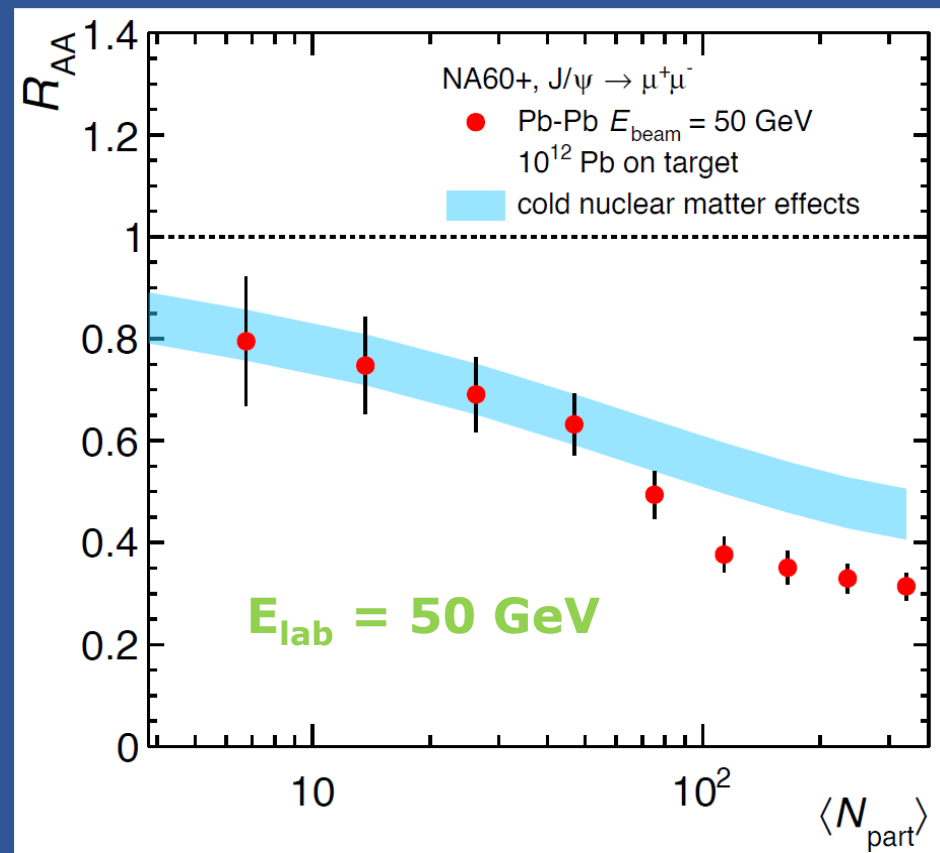 R_AA
1.4
1.2
1
0.8
0.6
0.4
0.2
0
NA60+, J/ψ → μ⁺μ⁻
Pb-Pb E_beam = 50 GeV
10¹² Pb on target
cold nuclear matter effects
E_lab = 50 GeV
10
10²
⟨N_part⟩